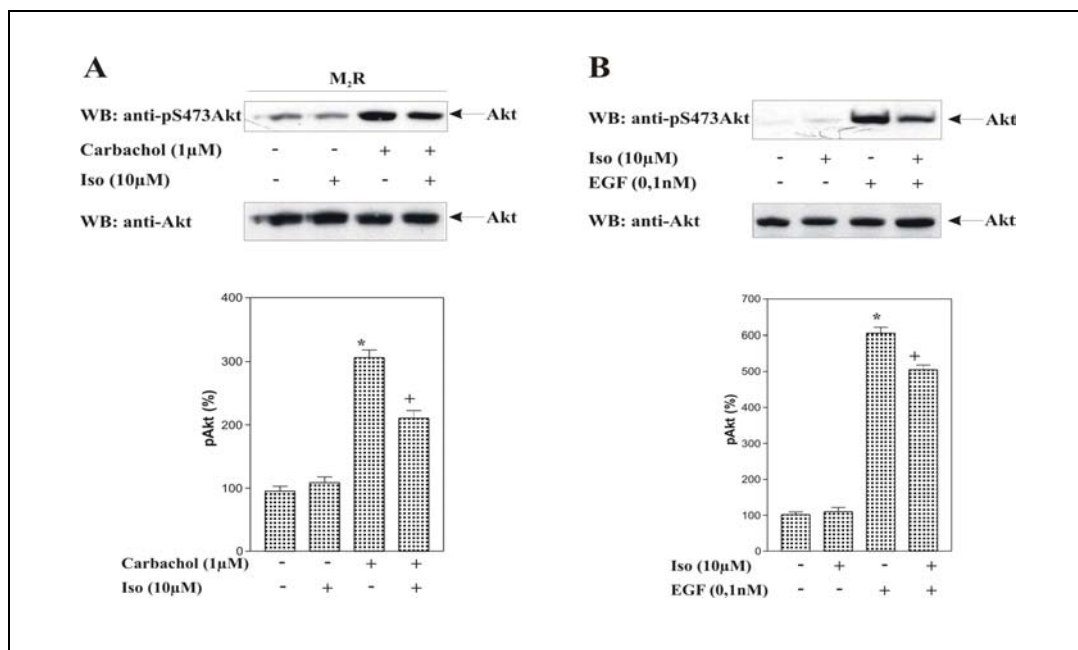 A
M₂R
WB: anti-pS473Akt
Akt
Carbachol (1µM) - - + +
Iso (10µM) - + - +
WB: anti-Akt
Akt
400
300
200
100
0
pAkt (%)
*
+
Carbachol (1µM) - - + +
Iso (10µM) - + - +
B
WB: anti-pS473Akt
Akt
Iso (10µM) - + - +
EGF (0,1nM) - - + +
WB: anti-Akt
Akt
700
600
500
400
300
200
100
0
pAkt (%)
*
+
Iso (10µM) - + - +
EGF (0,1nM) - - + +